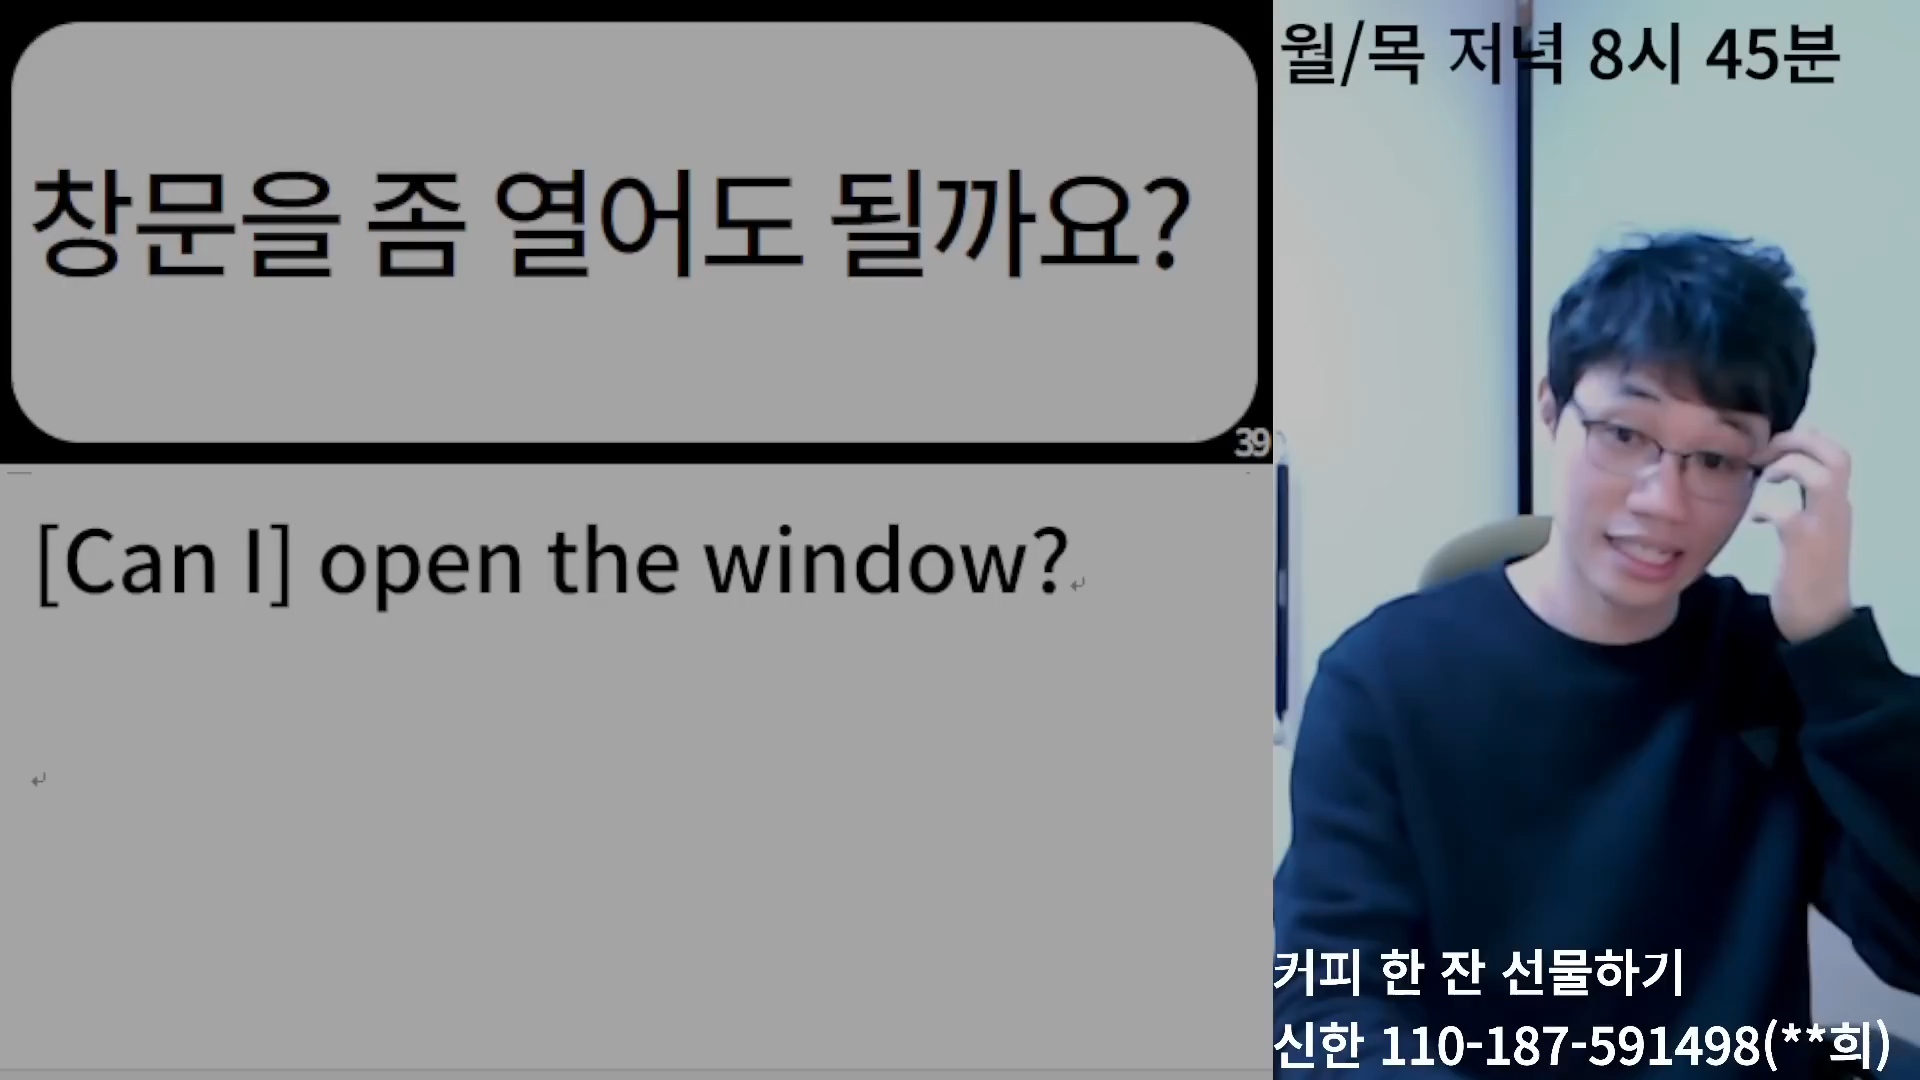 창문을 좀 열어도 될까요?
39
[Can I] open the window?
월/목 저녁 8시 45분
커피 한 잔 선물하기
신한 110-187-591498(**희)